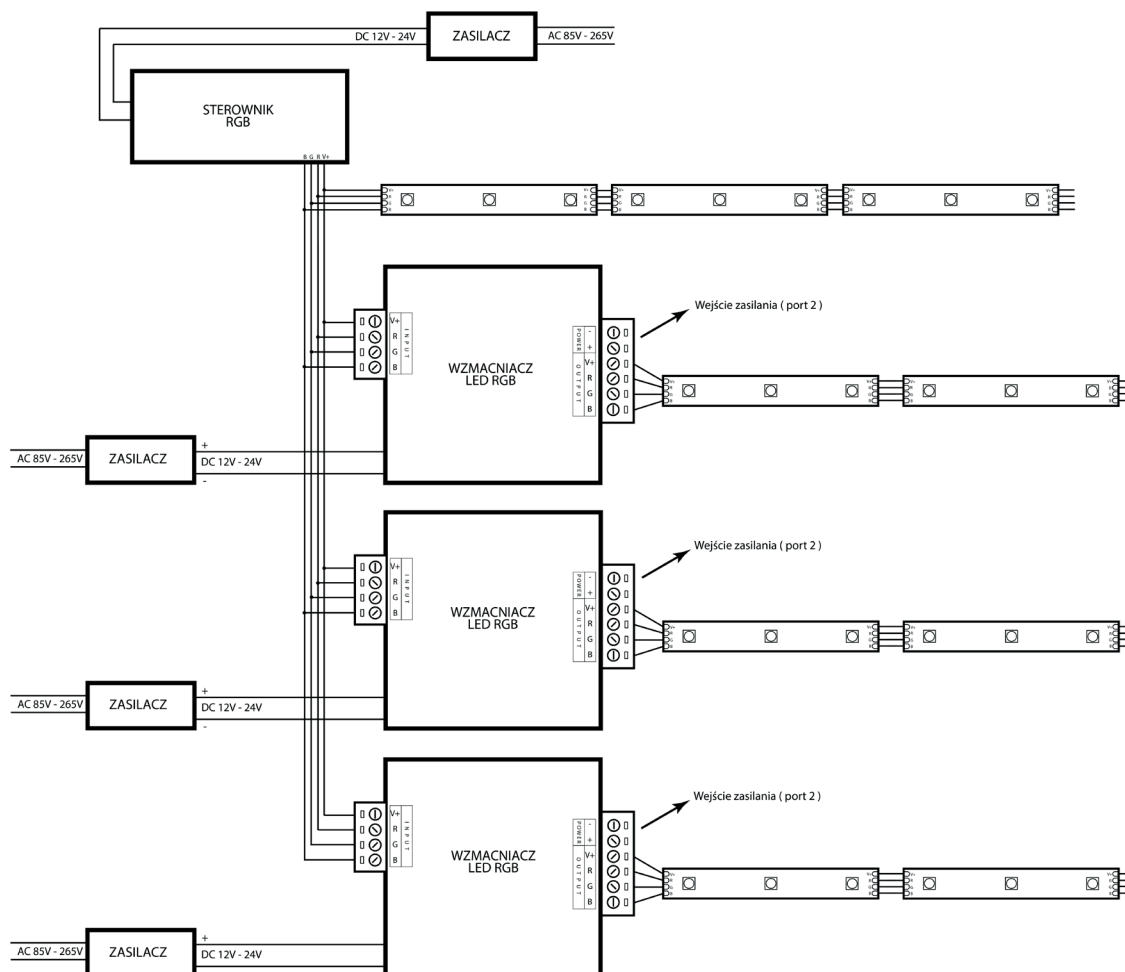 DC 12V - 24V
ZASILACZ
AC 85V - 265V
STEROWNIK
RGB
B G R V+
V+
R
G
B
V+
R
G
B
V+
R
G
B
V+
R
G
B
V+
R
G
B
V+
R
G
B
Wejście zasilania ( port 2 )
V+
R
G
B
INPUT
WZMACNIACZ
LED RGB
POWER
-
+
OUTPUT
V+
R
G
B
V+
R
G
B
V+
R
G
B
V+
R
G
B
V+
R
G
B
AC 85V - 265V
ZASILACZ
+
DC 12V - 24V
-
Wejście zasilania ( port 2 )
V+
R
G
B
INPUT
WZMACNIACZ
LED RGB
POWER
-
+
OUTPUT
V+
R
G
B
V+
R
G
B
V+
R
G
B
V+
R
G
B
V+
R
G
B
AC 85V - 265V
ZASILACZ
+
DC 12V - 24V
-
Wejście zasilania ( port 2 )
V+
R
G
B
INPUT
WZMACNIACZ
LED RGB
POWER
-
+
OUTPUT
V+
R
G
B
V+
R
G
B
V+
R
G
B
V+
R
G
B
V+
R
G
B
AC 85V - 265V
ZASILACZ
+
DC 12V - 24V